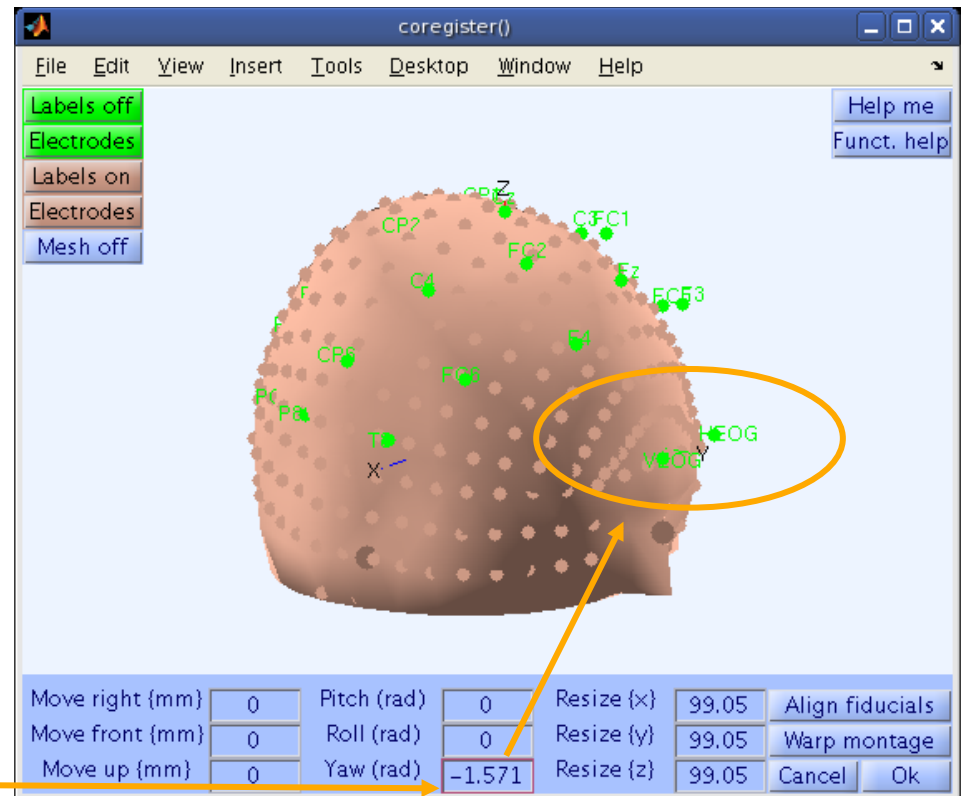 coregister()
File Edit View Insert Tools Desktop Window Help
Labels off
Help me
Electrodes
Funct. help
Labels on
Electrodes
Mesh off
Z
CP2
C3 FC1
FC2
C4
Fz
F3
F4
CP6
FC6
P8
HEOG
VEOG
Y
X
Move right {mm} 0 Pitch (rad) 0 Resize {x} 99.05 Align fiducials
Move front {mm} 0 Roll (rad) 0 Resize {y} 99.05 Warp montage
Move up {mm} 0 Yaw (rad) -1.571 Resize {z} 99.05 Cancel Ok